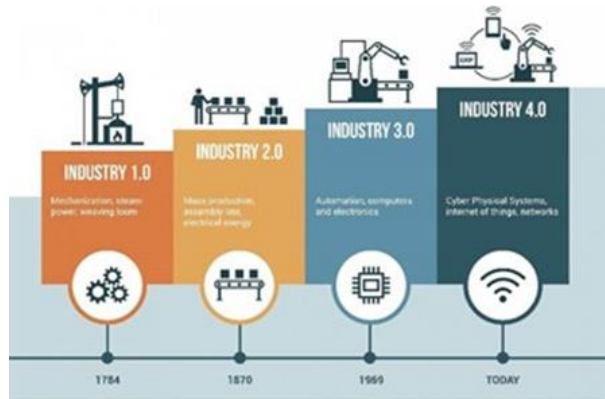 ERP
INDUSTRY 1.0
Mechanization, steam
power, weaving loom
INDUSTRY 2.0
Mass production,
assembly line,
electrical energy
INDUSTRY 3.0
Automation, computers
and electronics
INDUSTRY 4.0
Cyber Physical Systems,
internet of things, networks
1784
1870
1969
TODAY